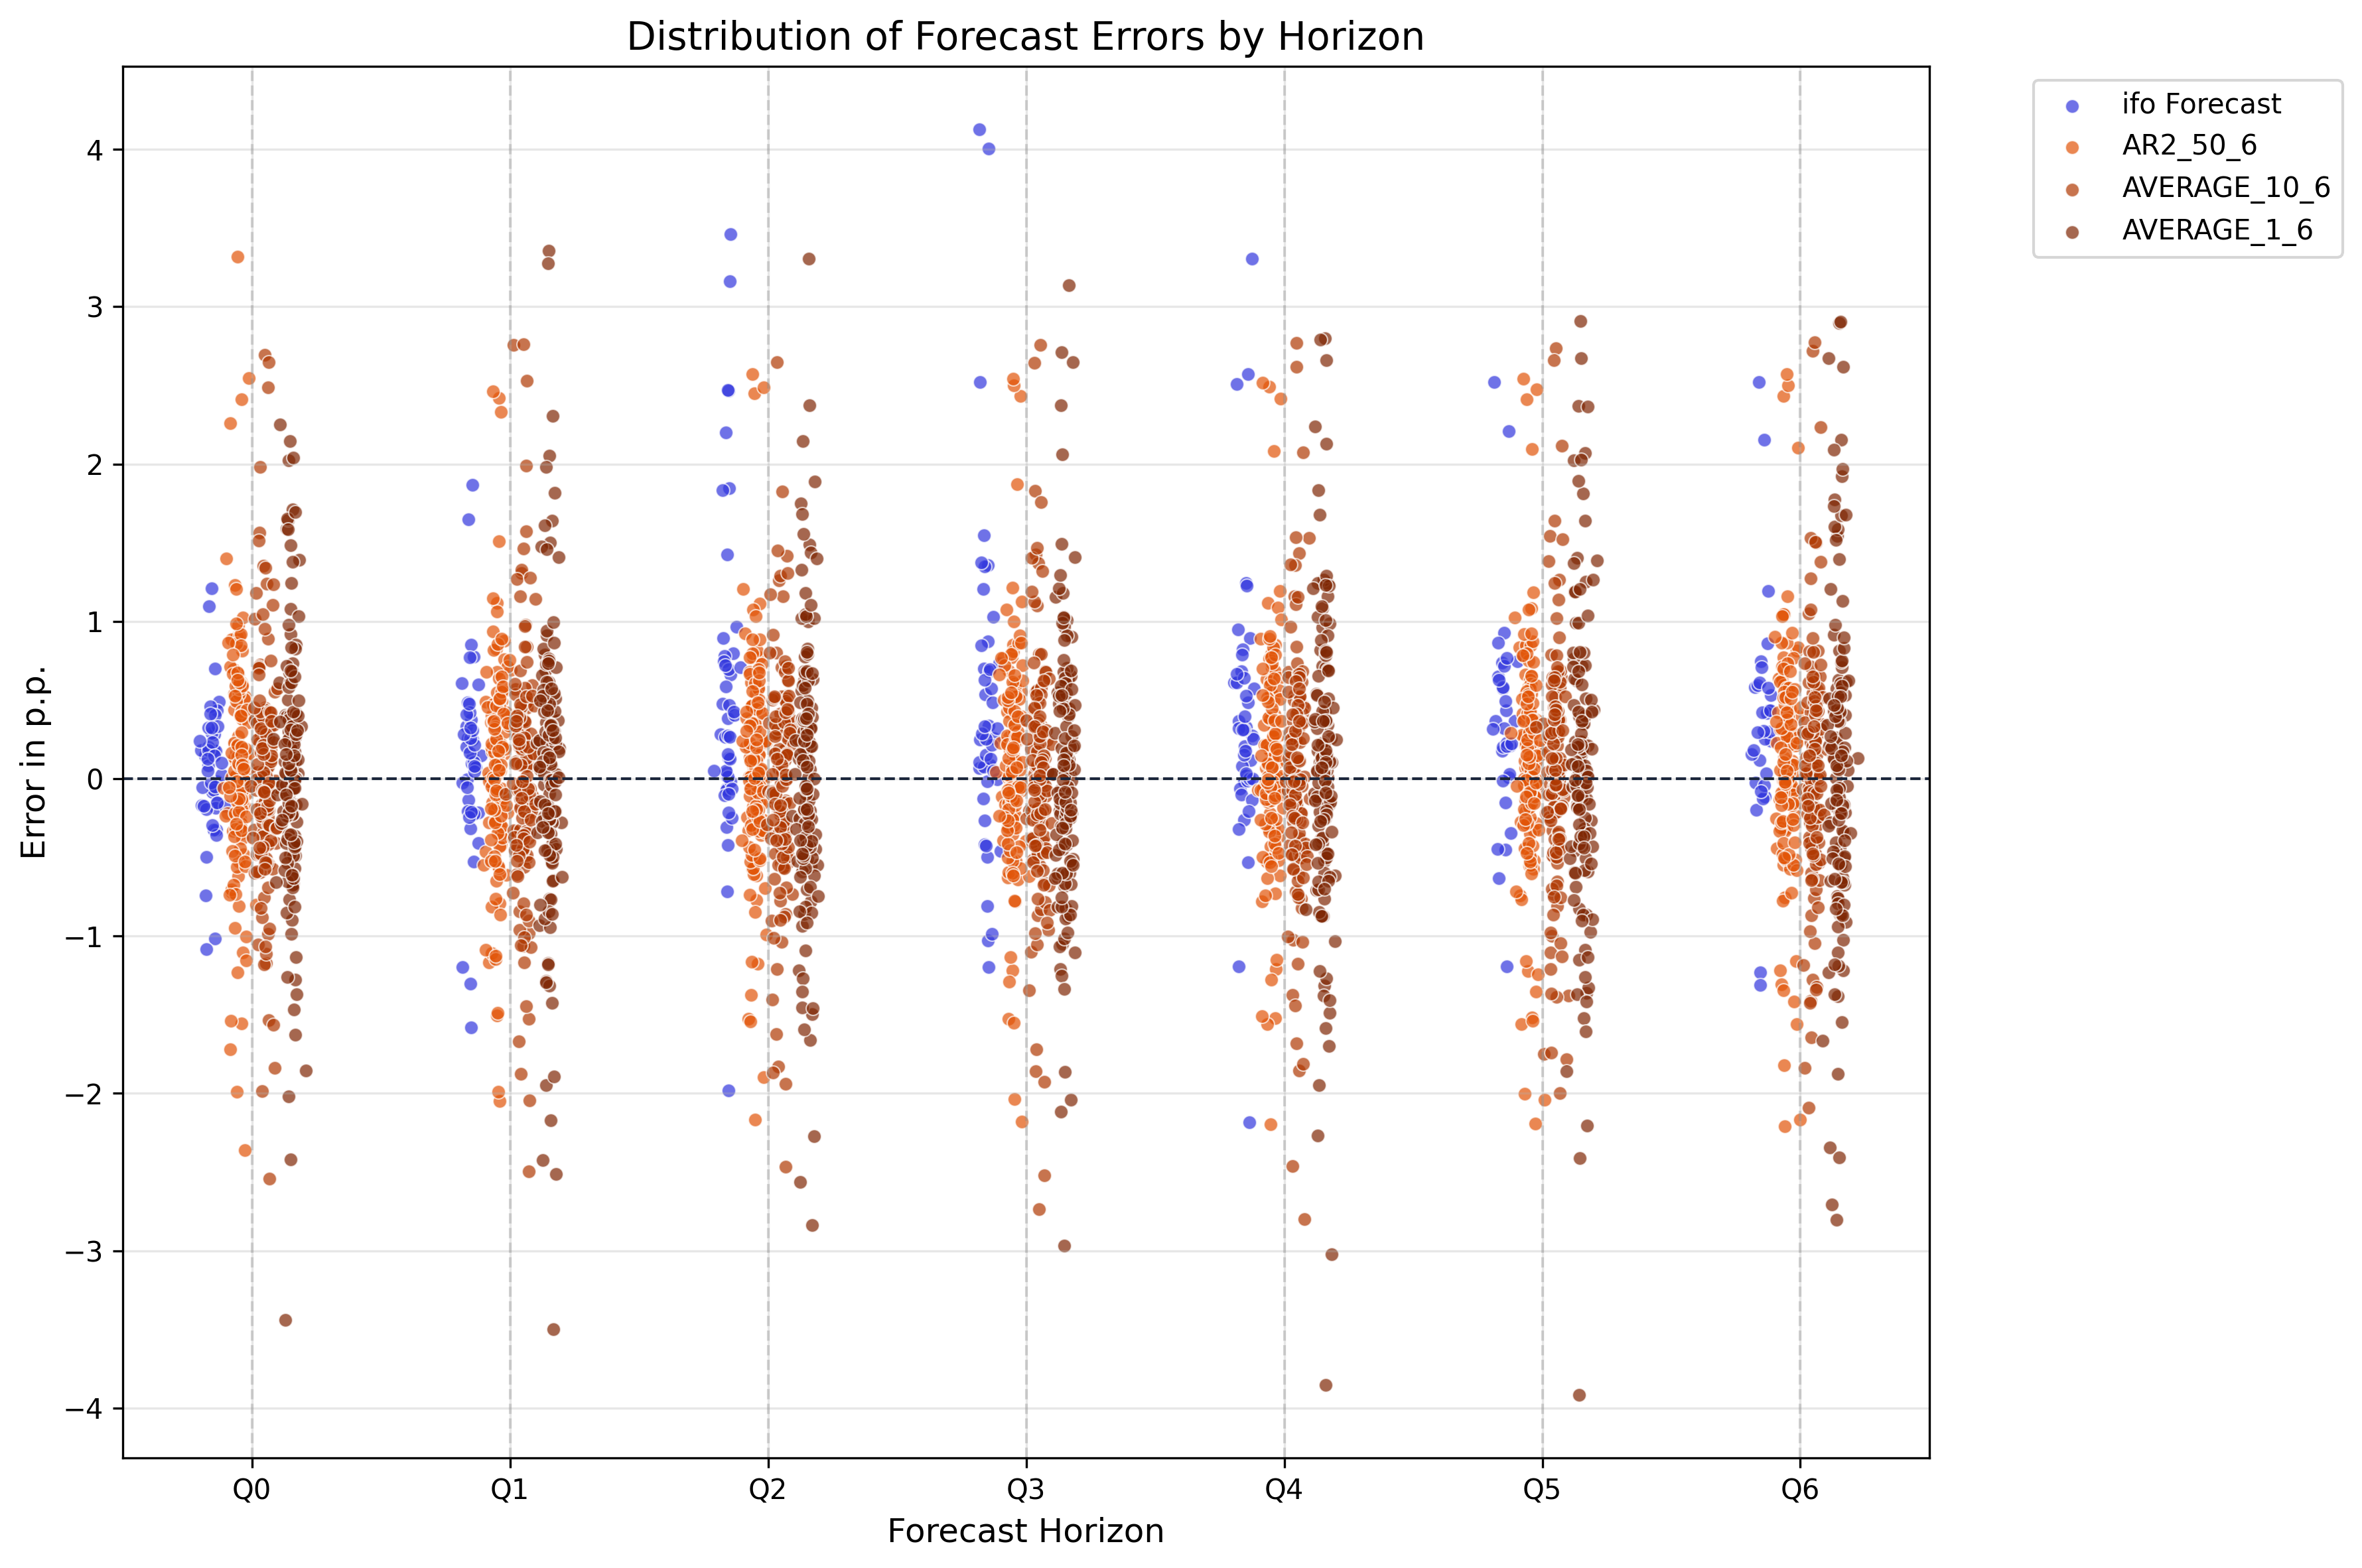 Distribution of Forecast Errors by Horizon
ifo Forecast
AR2_50_6
AVERAGE_10_6
AVERAGE_1_6
Error in p.p.
4
3
2
1
0
−1
−2
−3
−4
Q0 Q1 Q2 Q3 Q4 Q5 Q6
Forecast Horizon